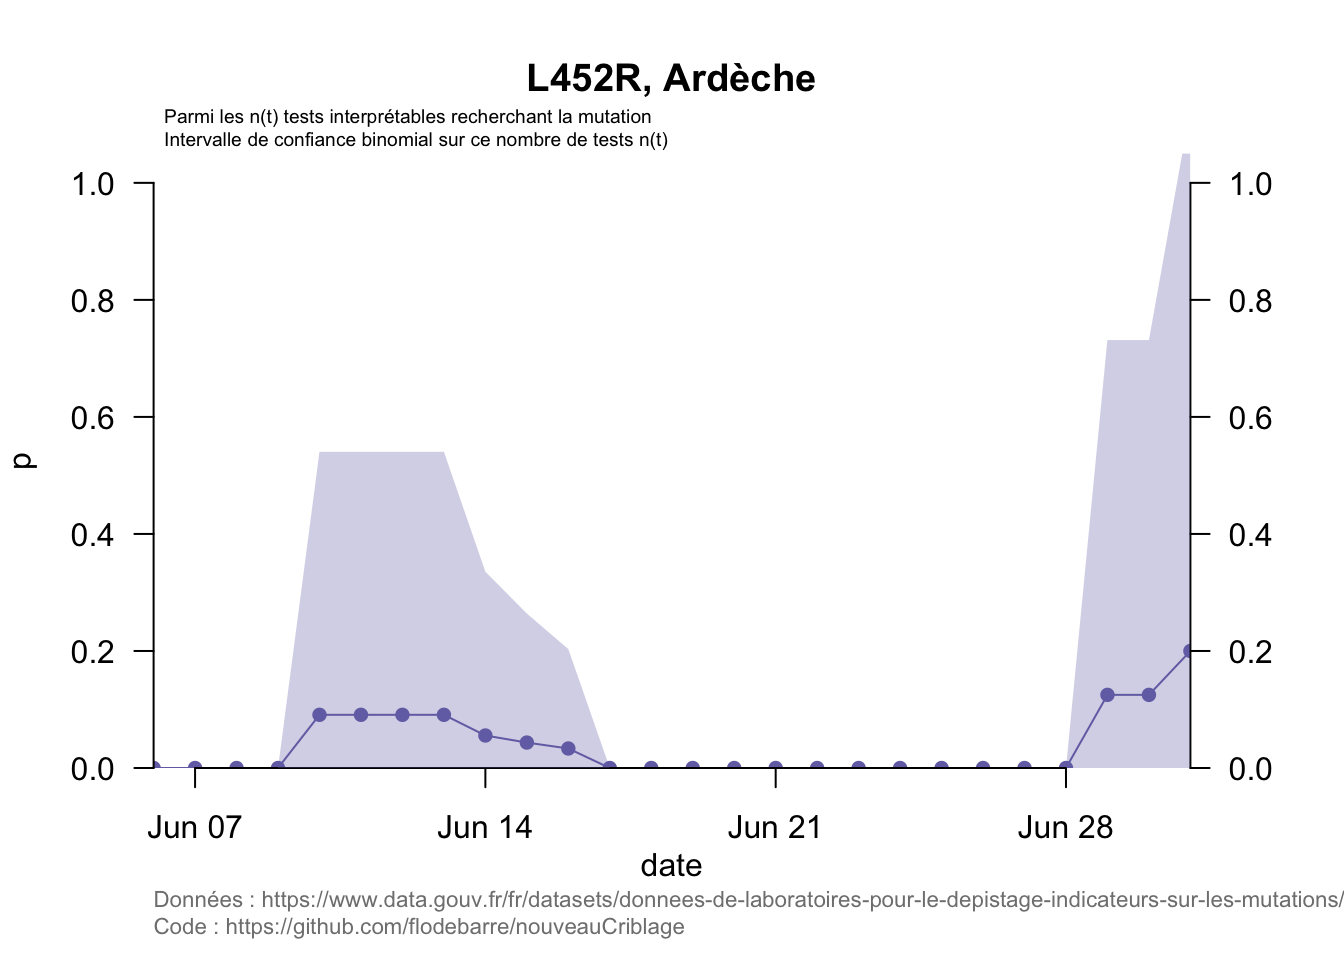 L452R, Ardèche
Parmi les n(t) tests interprétables recherchant la mutation
Intervalle de confiance binomial sur ce nombre de tests n(t)
1.0 1.0
0.8 0.8
0.6 0.6
p
0.4 0.4
0.2 0.2
0.0 0.0
Jun 07 Jun 14 Jun 21 Jun 28
date
Données : https://www.data.gouv.fr/fr/datasets/donnees-de-laboratoires-pour-le-depistage-indicateurs-sur-les-mutations/
Code : https://github.com/flodebarre/nouveauCriblage